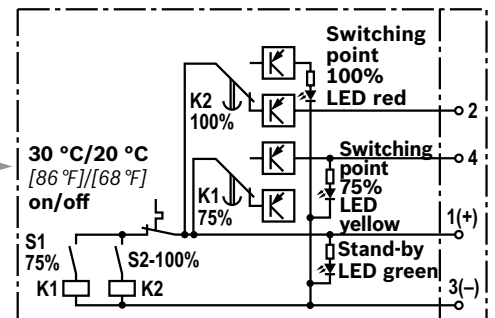 Switching
point
100%
LED red
K2
100%
2
30 °C/20 °C
[86 °F]/[68 °F]
on/off
4
Switching
point
75%
LED
yellow
K1
75%
1(+)
S1
75%
S2-100%
Stand-by
LED green
K1
K2
3(–)